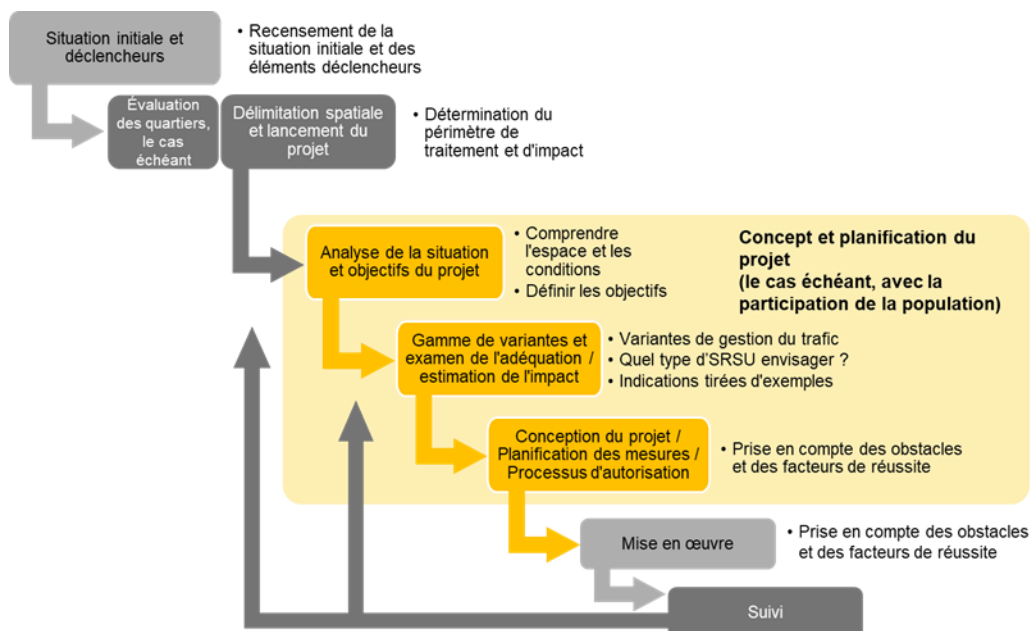 Situation initiale et
déclencheurs
• Recensement de la
situation initiale et des
éléments déclencheurs
Évaluation
des quartiers,
le cas
échéant
Délimitation spatiale
et lancement du
projet
• Détermination du
périmètre de
traitement et d'impact
Analyse de la situation
et objectifs du projet
• Comprendre
l'espace et les
conditions
• Définir les objectifs
Concept et planification du
projet
(le cas échéant, avec la
participation de la population)
Gamme de variantes et
examen de l'adéquation /
estimation de l'impact
• Variantes de gestion du trafic
• Quel type d'SRSU envisager ?
• Indications tirées d'exemples
Conception du projet /
Planification des mesures /
Processus d'autorisation
• Prise en compte des obstacles
et des facteurs de réussite
Mise en œuvre
• Prise en compte des obstacles
et des facteurs de réussite
Suivi